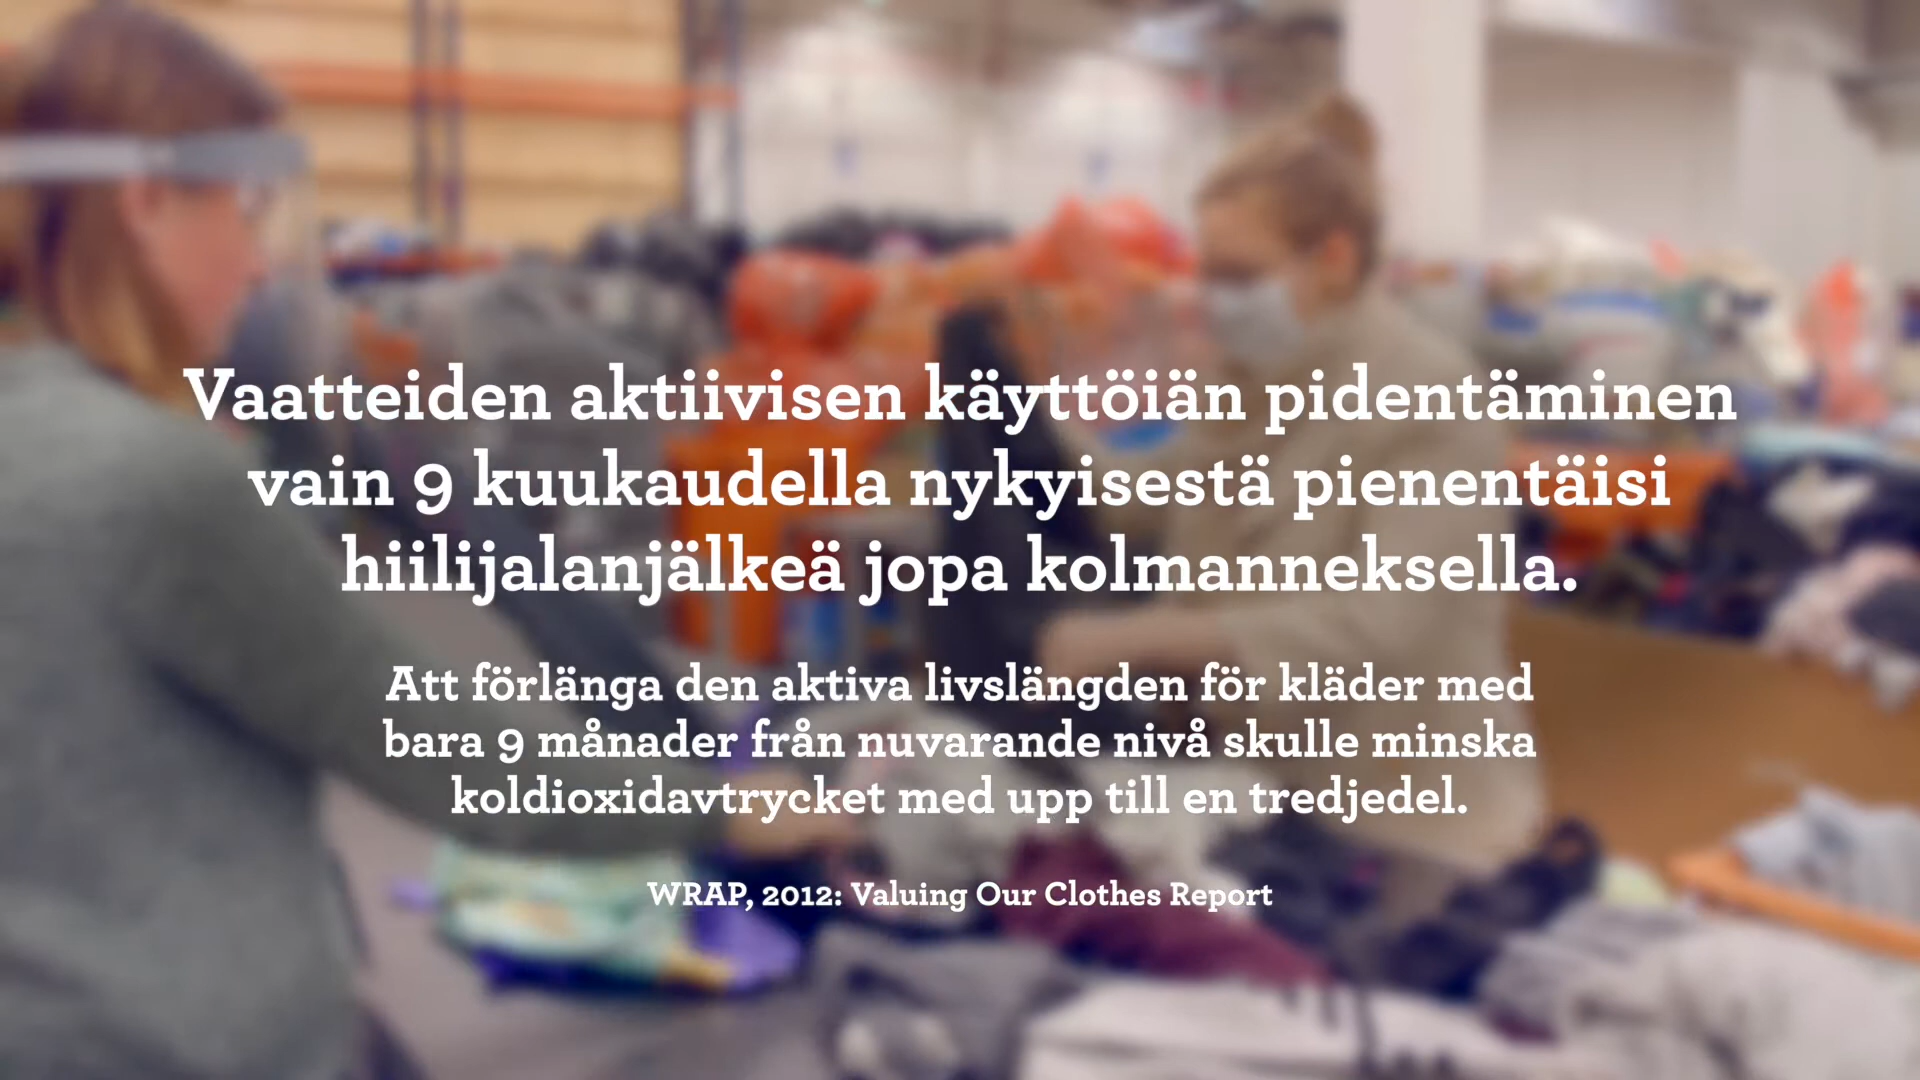 Vaatteiden aktiivisen käyttöiän pidentäminen
vain 9 kuukaudella nykyisestä pienentäisi
hiilijalanjälkeä jopa kolmanneksella.
Att förlänga den aktiva livslängden för kläder med
bara 9 månader från nuvarande nivå skulle minska
koldioxidavtrycket med upp till en tredjedel.
WRAP, 2012: Valuing Our Clothes Report